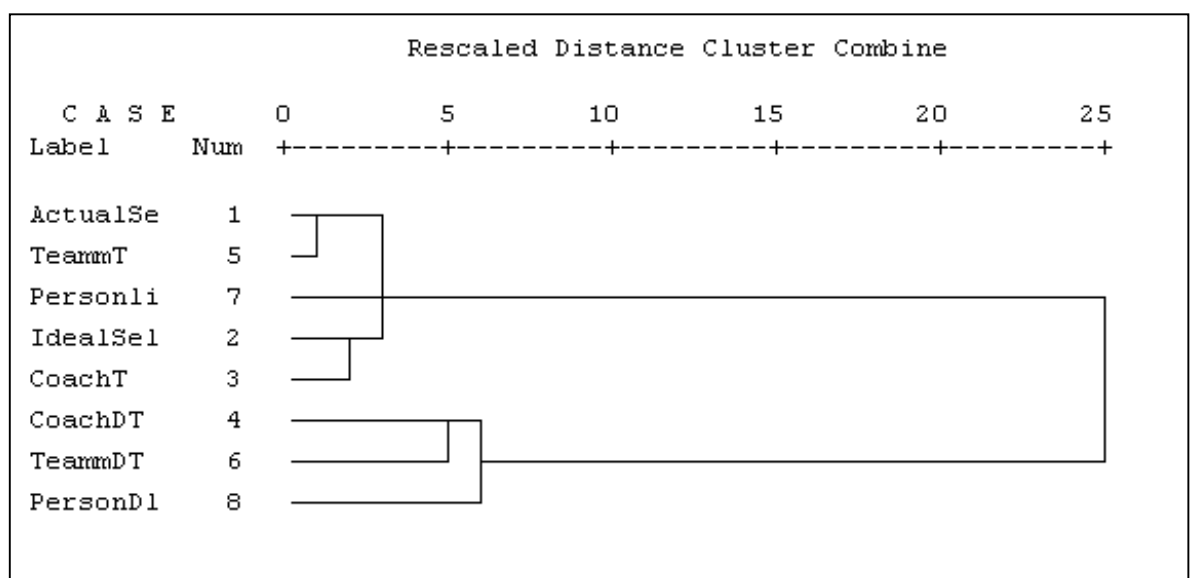 Rescaled Distance Cluster Combine
C A S E 0 5 10 15 20 25
Label Num +---------+---------+---------+---------+---------+
ActualSe 1
TeammT 5
Personli 7
IdealSel 2
CoachT 3
CoachDT 4
TeammDT 6
PersonDl 8